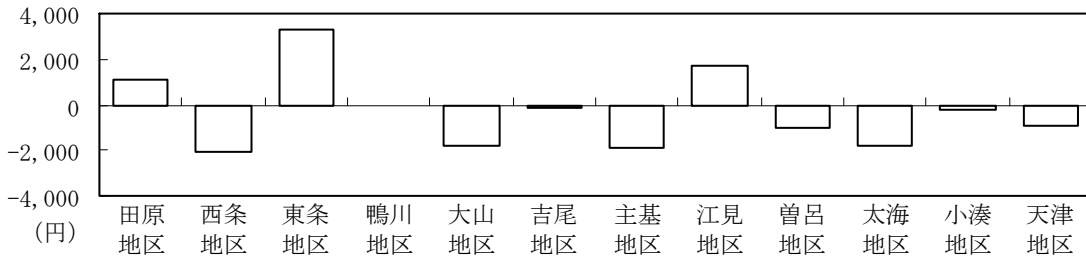 4,000
2,000
0
-2,000
-4,000
(円)
田原
地区
西条
地区
東条
地区
鴨川
地区
大山
地区
吉尾
地区
主基
地区
江見
地区
曽呂
地区
太海
地区
小湊
地区
天津
地区